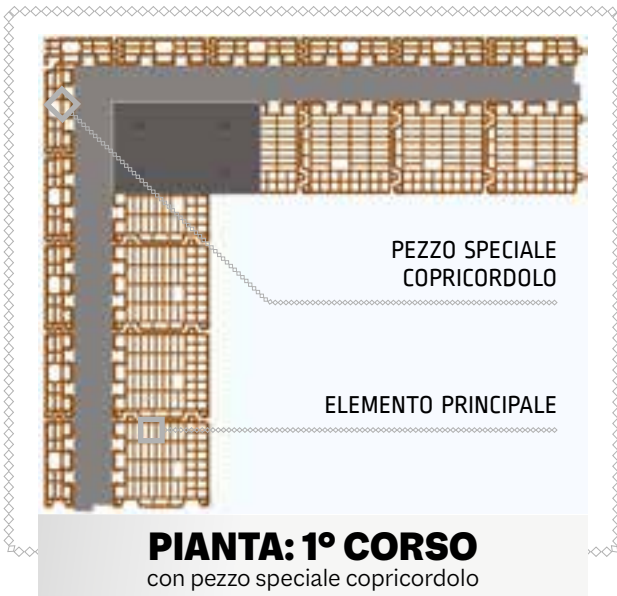 PEZZO SPECIALE
COPRICORDOLO
ELEMENTO PRINCIPALE
PIANTA: 1° CORSO
con pezzo speciale copricordolo